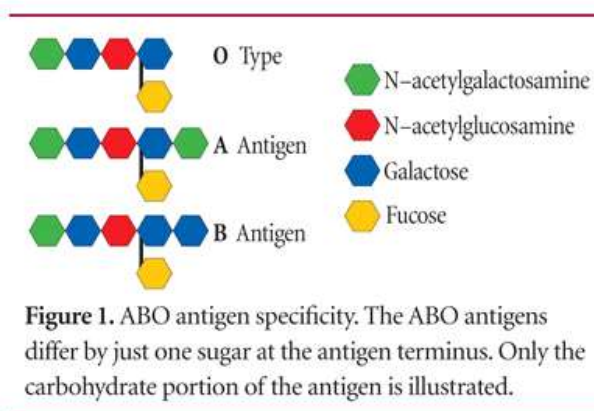 O Type
A Antigen
B Antigen
N–acetylgalactosamine
N–acetylglucosamine
Galactose
Fucose
Figure 1. ABO antigen specificity. The ABO antigens
differ by just one sugar at the antigen terminus. Only the
carbohydrate portion of the antigen is illustrated.